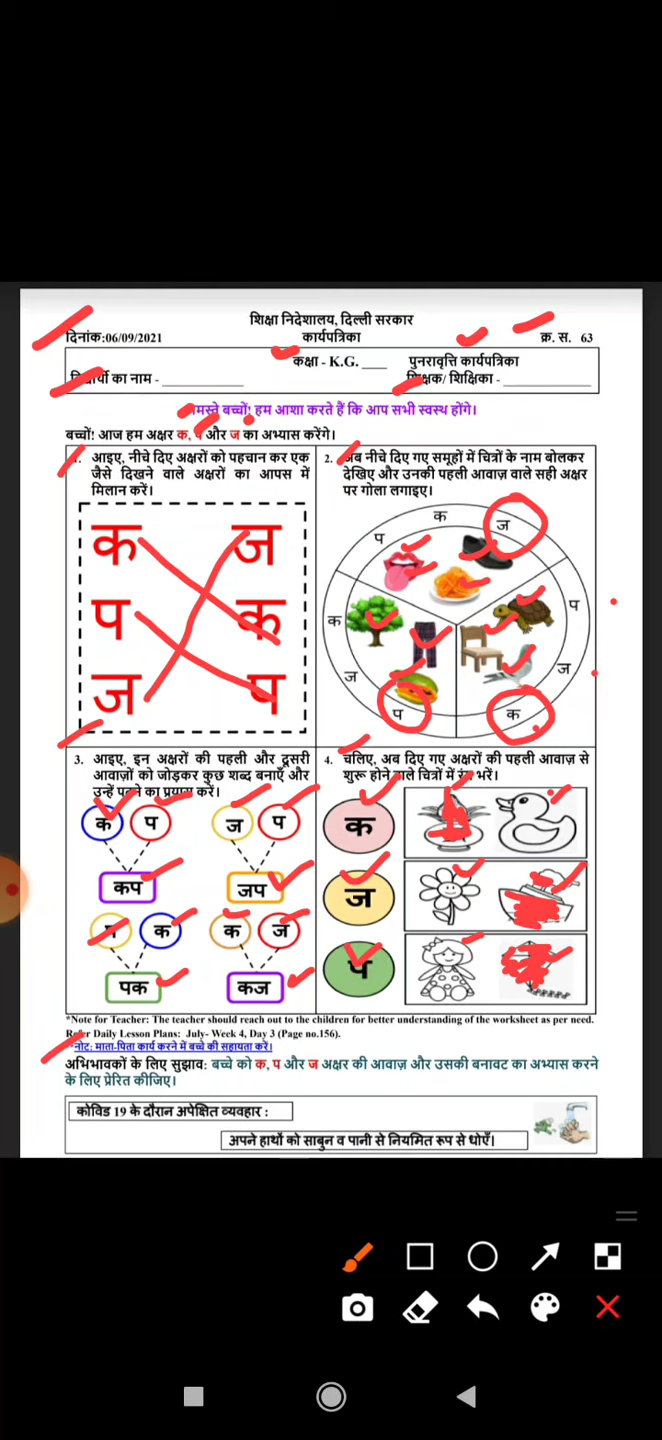 शिक्षा निदेशालय, दिल्ली सरकार
दिनांक:06/09/2021
कार्यपत्रिका
क्र. स. 63
कक्षा - K.G. ____
पुनरावृत्ति कार्यपत्रिका
का नाम - ____________
शिक्षक/ शिक्षिका - ____________
बच्चों! हम आशा करते हैं कि आप सभी स्वस्थ होंगे।
बच्चों! आज हम अक्षर क, प और ज का अभ्यास करेंगे।
आइए, नीचे दिए अक्षरों को पहचान कर एक
जैसे दिखने वाले अक्षरों का आपस में
मिलान करें।
क ज
प क
ज प
2. अब नीचे दिए गए समूहों में चित्रों के नाम बोलकर
देखिए और उनकी पहली आवाज़ वाले सही अक्षर
पर गोला लगाइए।
प क ज
क ज प
प ज क
3. आइए, इन अक्षरों की पहली और दूसरी
आवाज़ों को जोड़कर कुछ शब्द बनाएँ और
उन्हें पढ़ने का प्रयास करें।
क प ज प
कप जप
प क क ज
पक कज
4. चलिए, अब दिए गए अक्षरों की पहली आवाज़ से
शुरू होने वाले चित्रों में रंग भरें।
क
ज
प
*Note for Teacher: The teacher should reach out to the children for better understanding of the worksheet as per need.
Refer Daily Lesson Plans: July- Week 4, Day 3 (Page no.156).
*नोट: माता-पिता कार्य करने में बच्चे की सहायता करें।
अभिभावकों के लिए सुझाव: बच्चे को क, प और ज अक्षर की आवाज़ और उसकी बनावट का अभ्यास करने
के लिए प्रेरित कीजिए।
कोविड 19 के दौरान अपेक्षित व्यवहार :
अपने हाथों को साबुन व पानी से नियमित रूप से धोएँ।